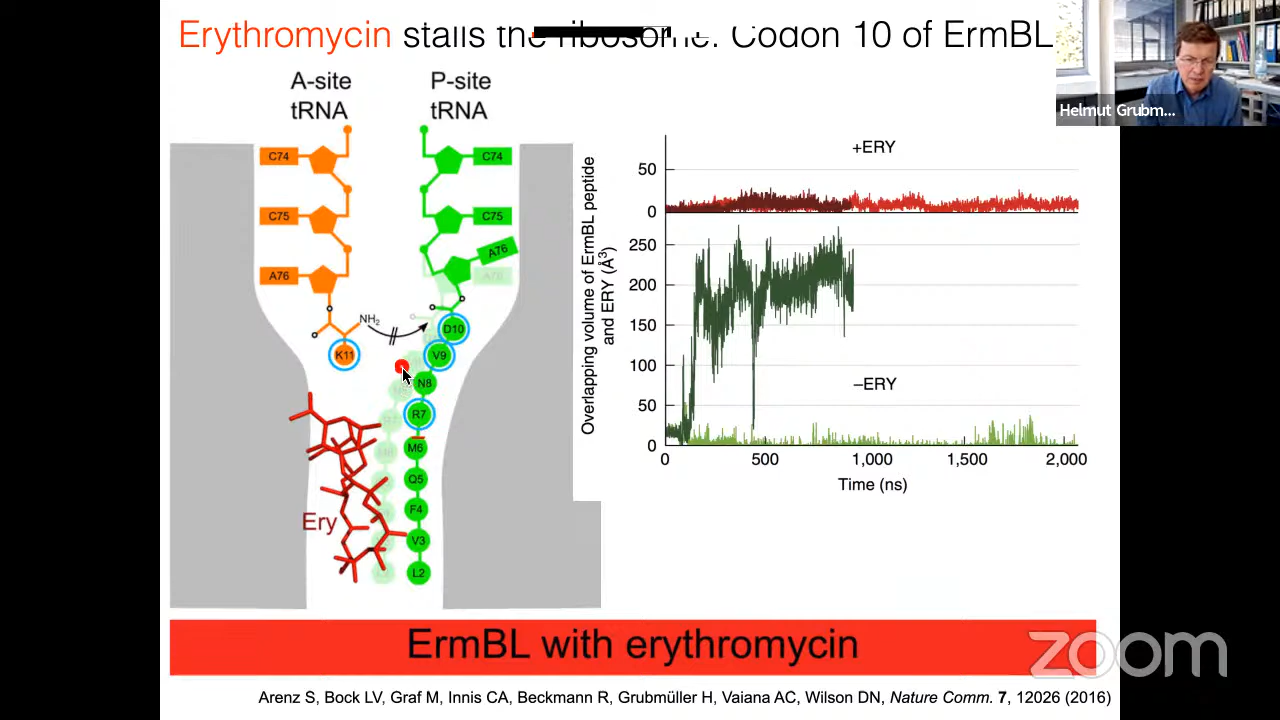 Erythromycin stalls the ribosome: Codon 10 of ErmBL
Helmut Grubm...
A-site
tRNA
P-site
tRNA
C74
C74
C75
C75
A76
A76
A76
NH2
K11
D10
V9
N8
R7
M6
Q5
F4
V3
L2
Ery
Overlapping volume of ErmBL peptide
and ERY (Å³)
+ERY
50
0
250
200
150
100
50
0
–ERY
0
500
1,000
1,500
2,000
Time (ns)
ErmBL with erythromycin
zoom
Arenz S, Bock LV, Graf M, Innis CA, Beckmann R, Grubmüller H, Vaiana AC, Wilson DN, Nature Comm. 7, 12026 (2016)